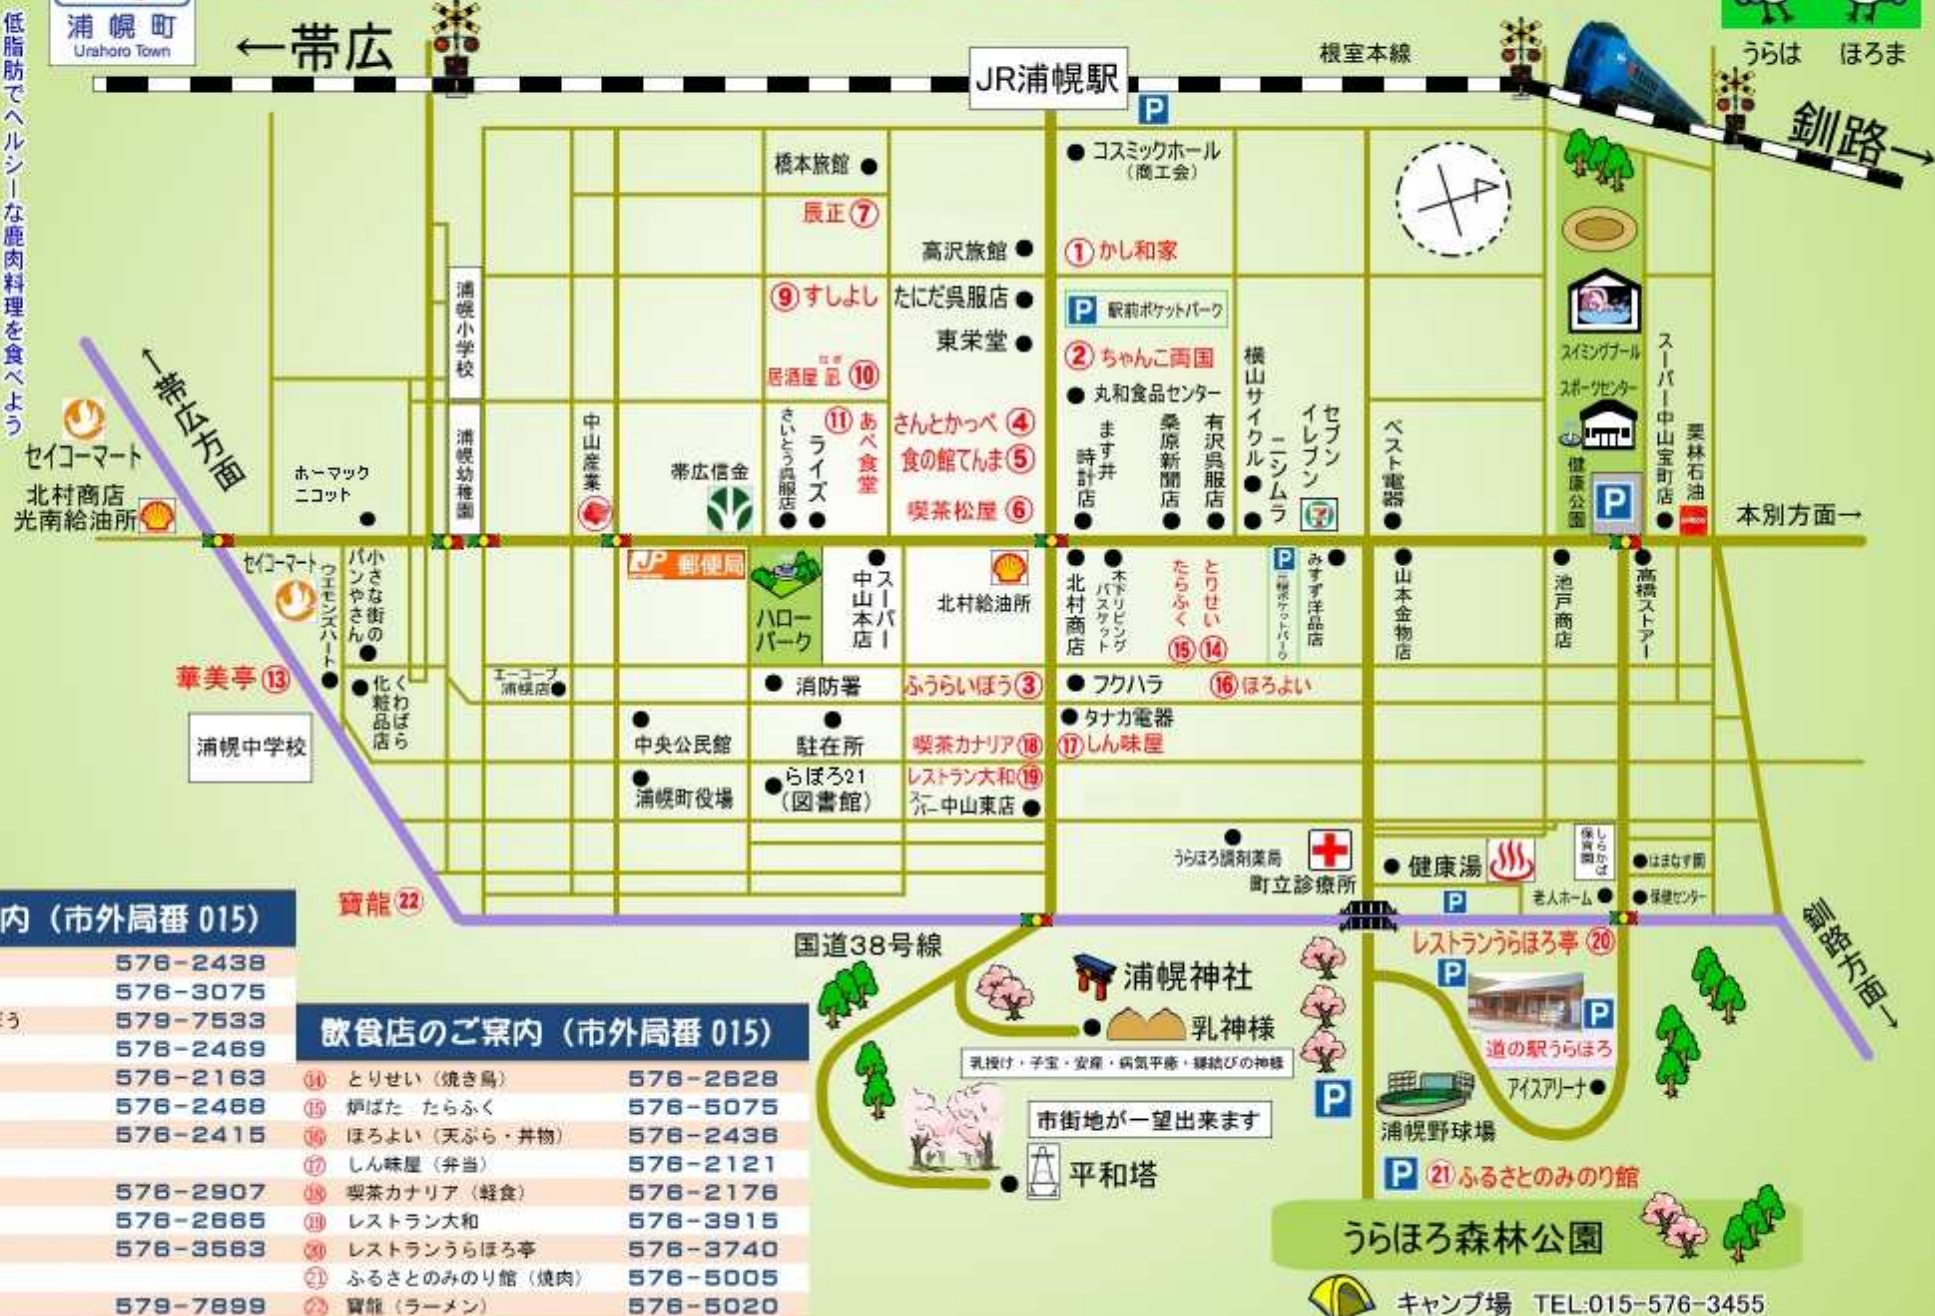 低脂肪でヘルシーな鹿肉料理を食べよう
浦幌町
Urahoro Town
←帯広
JR浦幌駅
根室本線
うらは ほろま
釧路→
P
橋本旅館
コスミックホール
(商工会)
辰正⑦
高沢旅館
①かし和家
⑨すしよし
たにだ呉服店
P 駅前ポケットパーク
東栄堂
②ちゃんこ両国
なぎ
居酒屋 凪 ⑩
丸和食品センター
浦幌小学校
浦幌幼稚園
←帯広方面
セイコーマート
北村商店
光南給油所
ホーマック
ニコット
中山産業
帯広信金
さいとう呉服店
ライズ
⑪あべ食堂
さんとかっぺ④
食の館てんま⑤
喫茶松屋⑥
ます井
時計店
桑原新聞店
有沢呉服店
横山サイクル
ニシムラ
セブン
イレブン
ベスト電器
スイミングプール
スポーツセンター
健康公園
P
スーパー中山宝町店
栗林石油
本別方面→
セイコーマート
ウエモンズハート
小さな街の
パンやさん
JP 郵便局
ハロー
パーク
スーパー
中山本店
北村給油所
北村商店
木下リビング
バスケット
たらふく⑮
とりせい⑭
P
みすず洋品店
山本金物店
池戸商店
高橋ストアー
華美亭⑬
浦幌中学校
くわばら
化粧品店
エーコープ
浦幌店
消防署
ふうらいぼう③
フクハラ
⑯ほろよい
中央公民館
駐在所
タナカ電器
喫茶カナリア⑱
⑰しん味屋
浦幌町役場
らぽろ21
(図書館)
レストラン大和⑲
スーパー中山東店
うらほろ調剤薬局
町立診療所
健康湯
しらかば
保育園
はまなす園
老人ホーム
保健センター
P
寶龍㉒
国道38号線
レストランうらほろ亭⑳
釧路方面→
P
P
道の駅うらほろ
浦幌神社
乳神様
乳授け・子宝・安産・病気平癒・縁結びの神様
市街地が一望出来ます
平和塔
P
アイスアリーナ
浦幌野球場
P ㉑ふるさとのみのり館
うらほろ森林公園
キャンプ場 TEL:015-576-3455
内(市外局番 015)
576-2438
576-3075
ぼう 579-7533
576-2469
576-2163
576-2468
576-2415
576-2907
576-2665
576-3563
579-7899
飲食店のご案内(市外局番 015)
⑭ とりせい(焼き鳥) 576-2628
⑮ 炉ばた たらふく 576-5075
⑯ ほろよい(天ぷら・丼物) 576-2436
⑰ しん味屋(弁当) 576-2121
⑱ 喫茶カナリア(軽食) 576-2176
⑲ レストラン大和 576-3915
⑳ レストランうらほろ亭 576-3740
㉑ ふるさとのみのり館(焼肉) 576-5005
㉒ 寶龍(ラーメン) 576-5020